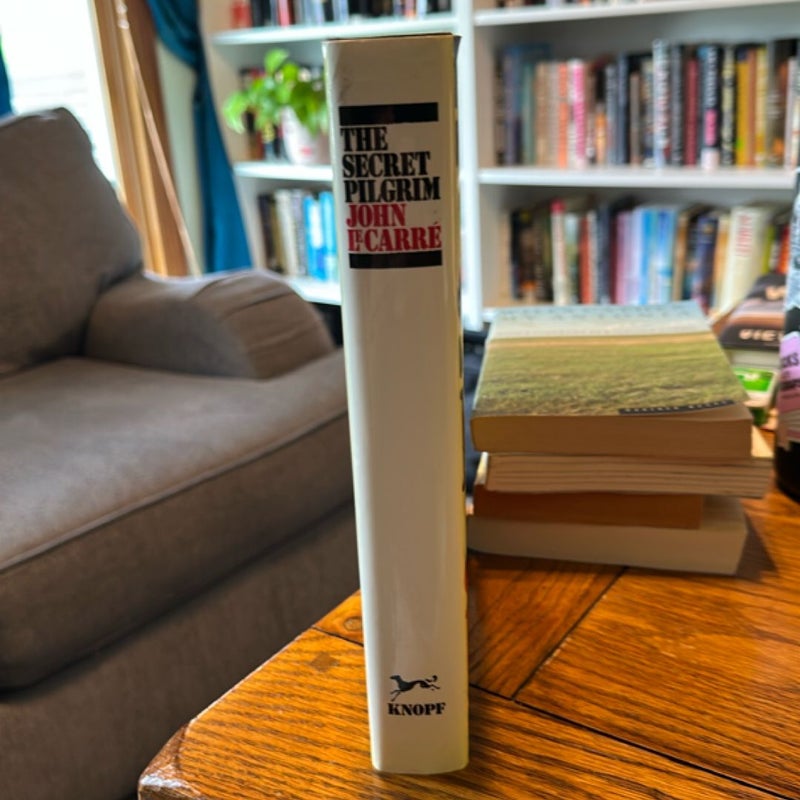 THE
SECRET
PILGRIM
JOHN
LE CARRÉ
KNOPF